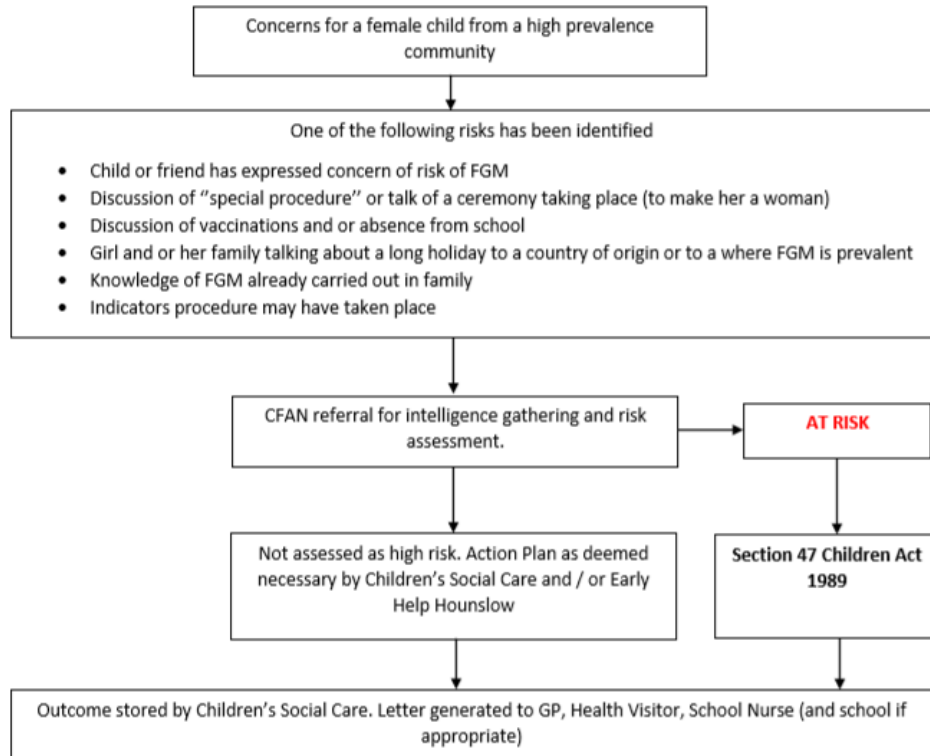 Concerns for a female child from a high prevalence
community
One of the following risks has been identified
• Child or friend has expressed concern of risk of FGM
• Discussion of “special procedure” or talk of a ceremony taking place (to make her a woman)
• Discussion of vaccinations and or absence from school
• Girl and or her family talking about a long holiday to a country of origin or to a where FGM is prevalent
• Knowledge of FGM already carried out in family
• Indicators procedure may have taken place
CFAN referral for intelligence gathering and risk
assessment.
AT RISK
Not assessed as high risk. Action Plan as deemed
necessary by Children’s Social Care and / or Early
Help Hounslow
Section 47 Children Act
1989
Outcome stored by Children’s Social Care. Letter generated to GP, Health Visitor, School Nurse (and school if
appropriate)